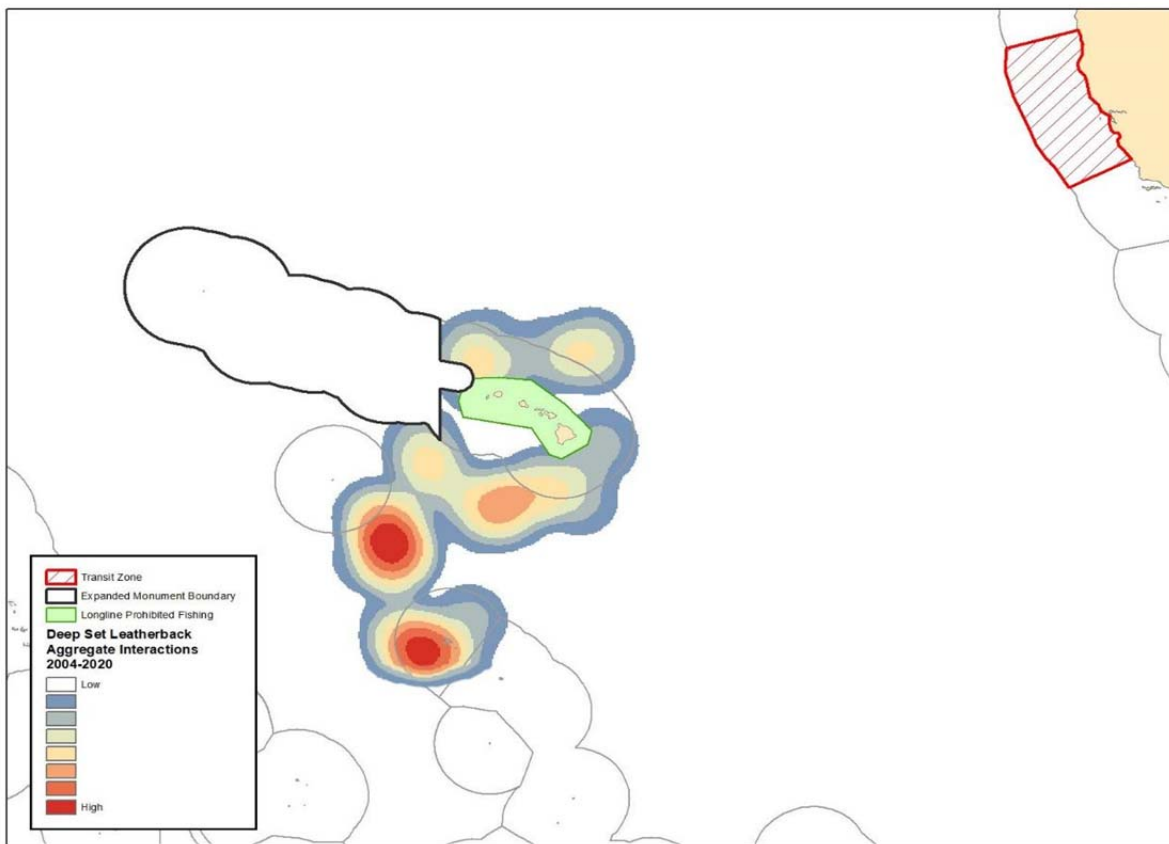 Transit Zone
Expanded Monument Boundary
Longline Prohibited Fishing
Deep Set Leatherback
Aggregate Interactions
2004-2020
Low
High